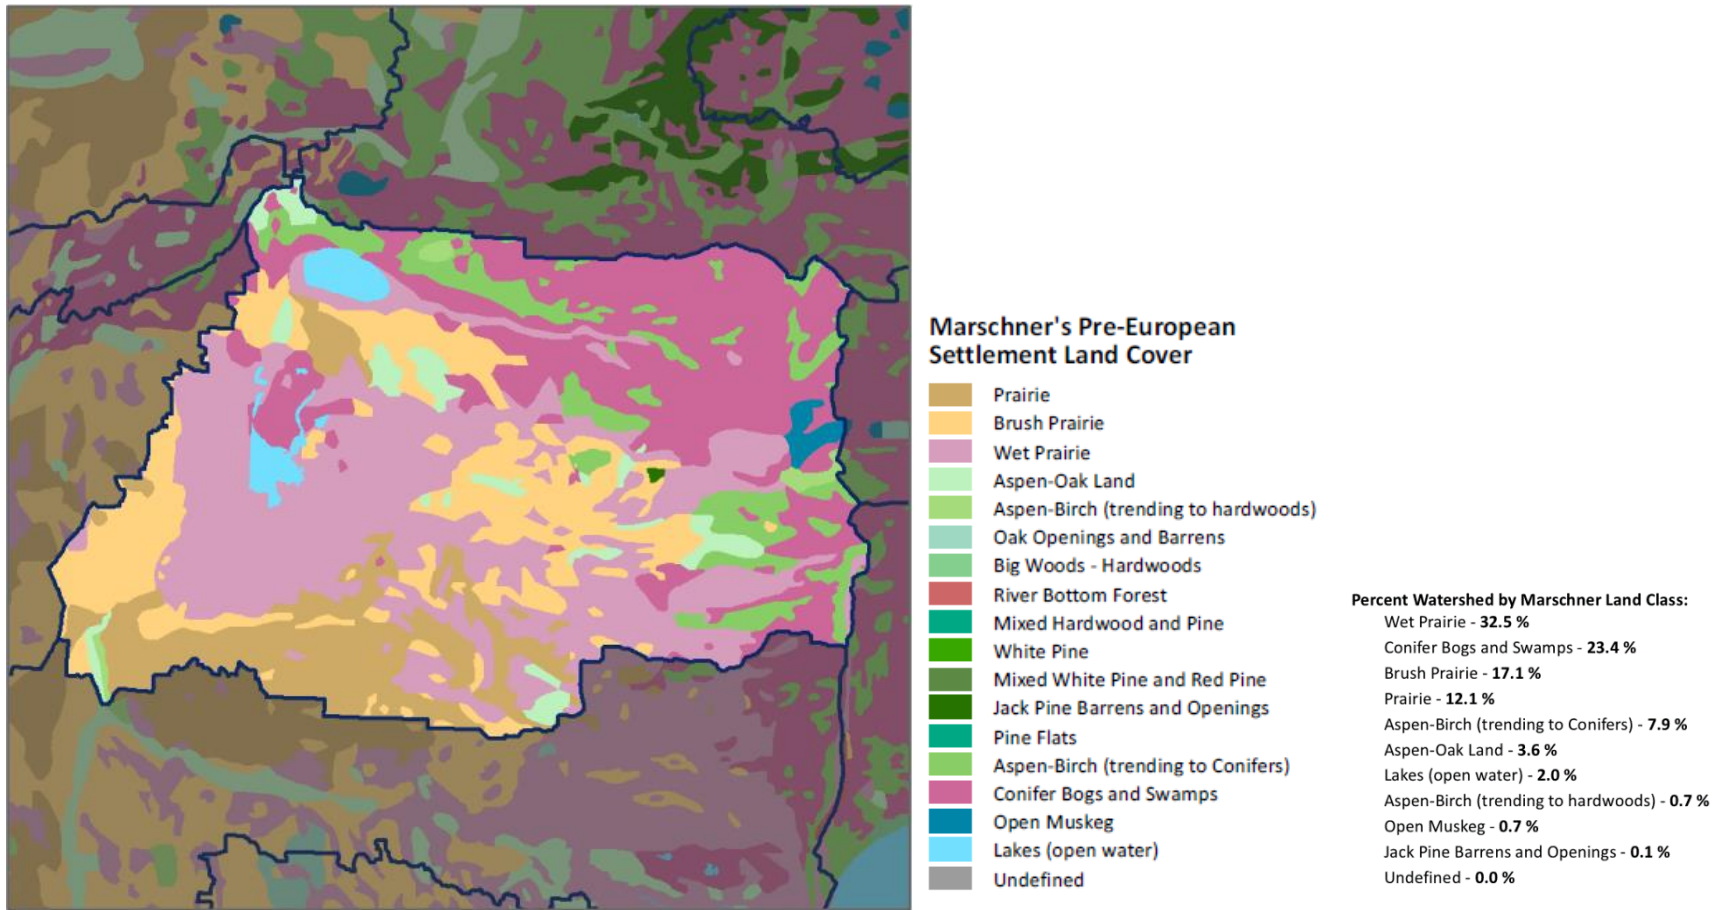 Marschner's Pre-European
Settlement Land Cover
Prairie
Brush Prairie
Wet Prairie
Aspen-Oak Land
Aspen-Birch (trending to hardwoods)
Oak Openings and Barrens
Big Woods - Hardwoods
River Bottom Forest
Mixed Hardwood and Pine
White Pine
Mixed White Pine and Red Pine
Jack Pine Barrens and Openings
Pine Flats
Aspen-Birch (trending to Conifers)
Conifer Bogs and Swamps
Open Muskeg
Lakes (open water)
Undefined
Percent Watershed by Marschner Land Class:
Wet Prairie - 32.5 %
Conifer Bogs and Swamps - 23.4 %
Brush Prairie - 17.1 %
Prairie - 12.1 %
Aspen-Birch (trending to Conifers) - 7.9 %
Aspen-Oak Land - 3.6 %
Lakes (open water) - 2.0 %
Aspen-Birch (trending to hardwoods) - 0.7 %
Open Muskeg - 0.7 %
Jack Pine Barrens and Openings - 0.1 %
Undefined - 0.0 %